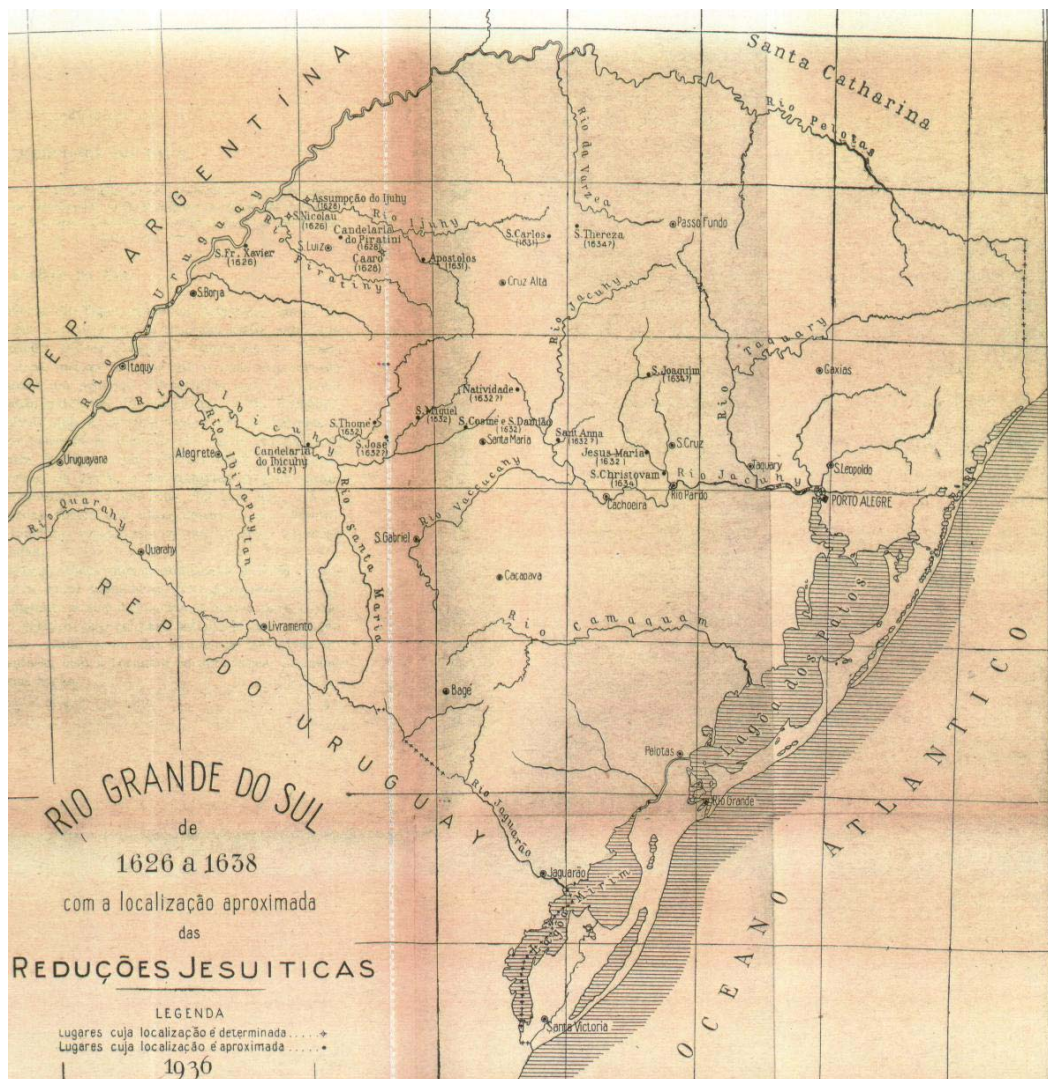 Santa Catharina
Rio Pelotas
REP. ARGENTINA
Rio da Varzea
Assumpção do Ijuhy
(1628)
S. Nicolau
(1626)
Rio Ijuhy
Candelaria
do Piratini
(1628)
S. Carlos
(1631)
S. Thereza
(1634?)
Passo Fundo
Rio Uruguay
S. Luiz
S. Fr. Xavier
(1626)
Caaro
(1628)
Apostolos
(1631)
Rio Piratiny
S. Borja
Cruz Alta
Rio Jacuhy
Rio Taquary
Itaquy
Caxias
S. Joaquim
(1634?)
Natividade
(1632?)
Rio Ibicuhy
S. Miguel
(1632)
S. Thomé
(1632)
S. Cosme e S. Damião
(1632)
S. José
(1632?)
Santa Maria
Sant'Anna
(1632?)
S. Cruz
Jesus Maria
(1632)
Candelaria
do Ibicuhy
(1627)
Alegrete
Uruguayana
Rio Ibirapuytan
S. Christovam
(1634)
Taquary
S. Leopoldo
Rio Jacuhy
Rio Pardo
PORTO ALEGRE
Cachoeira
Rio Vaccacahy
Rio Quarahy
Quarahy
Rio Santa Maria
S. Gabriel
Caçapava
REP. DO URUGUAY
Livramento
Rio Camaquam
Lagôa dos patos
Bagé
Pelotas
Rio Grande
Rio Jaguarão
Jaguarão
Lagôa Mirim
Santa Victoria
OCEANO ATLANTICO
RIO GRANDE DO SUL
de
1626 a 1638
com a localização aproximada
das
REDUÇÕES JESUITICAS
LEGENDA
Lugares cuja localização é determinada
Lugares cuja localização é aproximada
1936